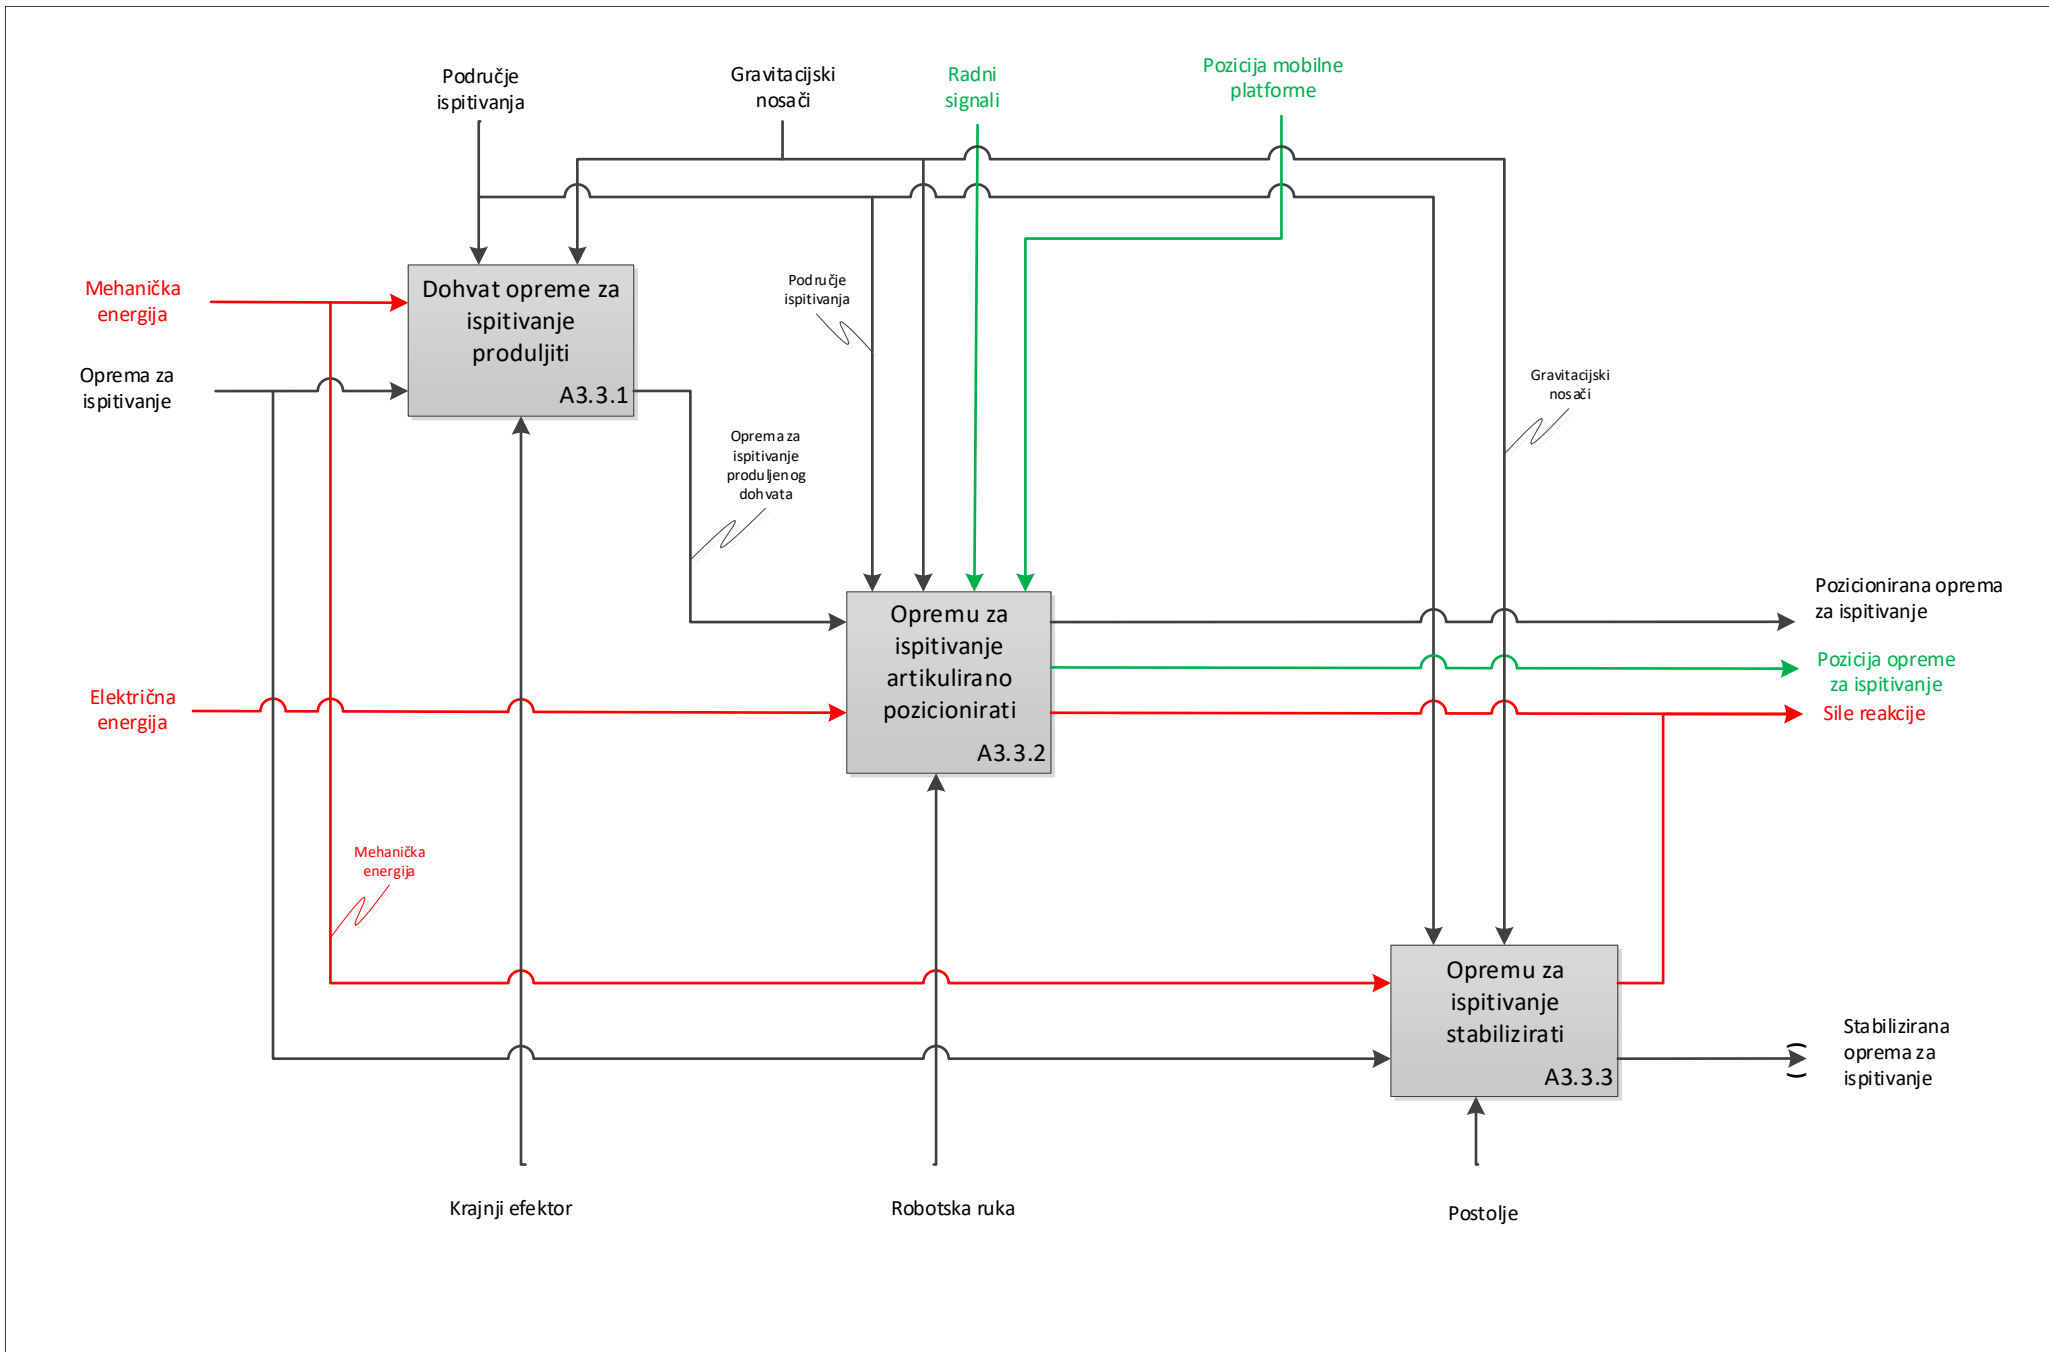 Područje
ispitivanja
Gravitacijski
nosači
Radni
signali
Pozicija mobilne
platforme
Mehanička
energija
Oprema za
ispitivanje
Dohvat opreme za
ispitivanje
produljiti
A3.3.1
Područje
ispitivanja
Gravitacijski
nosači
Oprema za
ispitivanje
produljenog
dohvata
Električna
energija
Opremu za
ispitivanje
artikulirano
pozicionirati
A3.3.2
Pozicionirana oprema
za ispitivanje
Pozicija opreme
za ispitivanje
Sile reakcije
Mehanička
energija
Opremu za
ispitivanje
stabilizirati
A3.3.3
Stabilizirana
oprema za
ispitivanje
Krajnji efektor
Robotska ruka
Postolje